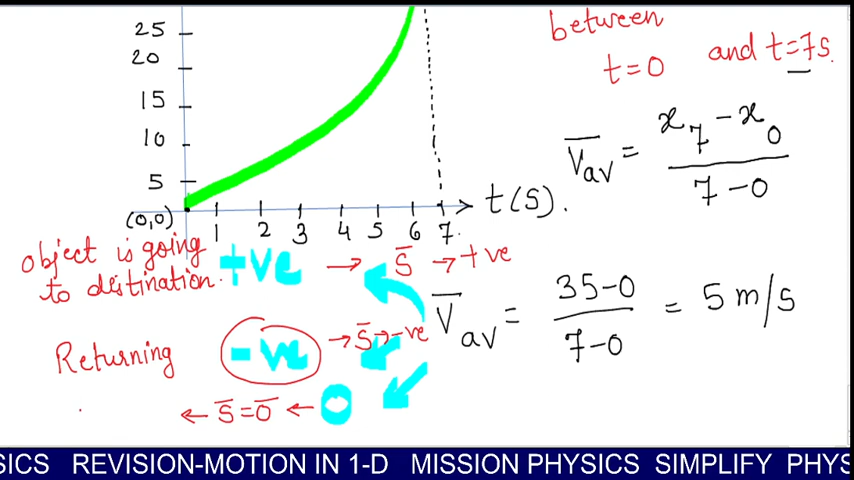 25
20
15
10
5
(0,0)
1 2 3 4 5 6 7
t(S).
between
t=0 and t=7s.
V̅av = x7 - x0 / 7-0
object is going
to destination.
+ve → S̅ → +ve
V̅av = 35-0 / 7-0 = 5 m/s
Returning -ve → S̅ → -ve
← S̅=0̅ ← 0
SICS REVISION-MOTION IN 1-D MISSION PHYSICS SIMPLIFY PHYS